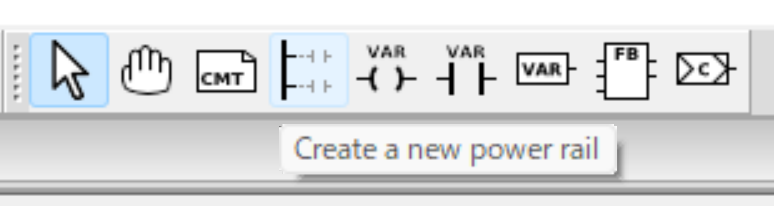 CMT
VAR
VAR
VAR
FB
C
Create a new power rail